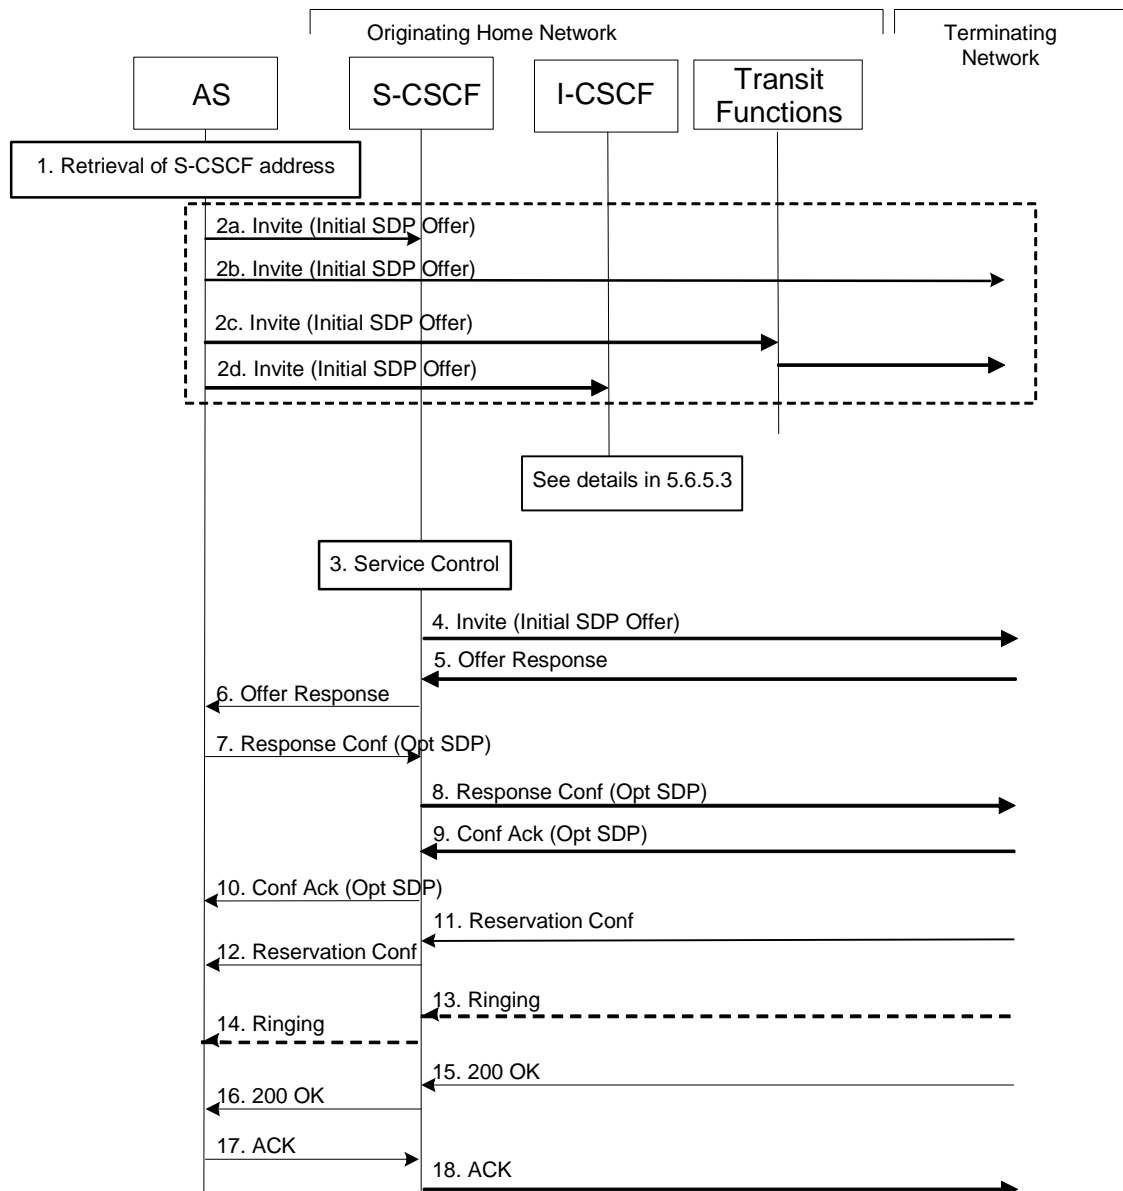 Originating Home Network
Terminating
Network
AS
S-CSCF
I-CSCF
Transit
Functions
1. Retrieval of S-CSCF address
2a. Invite (Initial SDP Offer)
2b. Invite (Initial SDP Offer)
2c. Invite (Initial SDP Offer)
2d. Invite (Initial SDP Offer)
See details in 5.6.5.3
3. Service Control
4. Invite (Initial SDP Offer)
5. Offer Response
6. Offer Response
7. Response Conf (Opt SDP)
8. Response Conf (Opt SDP)
9. Conf Ack (Opt SDP)
10. Conf Ack (Opt SDP)
11. Reservation Conf
12. Reservation Conf
13. Ringing
14. Ringing
15. 200 OK
16. 200 OK
17. ACK
18. ACK